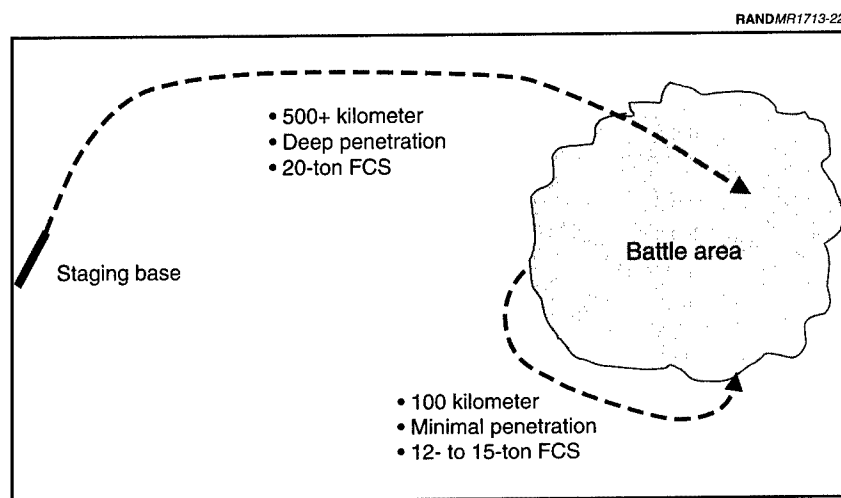 RANDMR1713-22
• 500+ kilometer
• Deep penetration
• 20-ton FCS
Staging base
Battle area
• 100 kilometer
• Minimal penetration
• 12- to 15-ton FCS